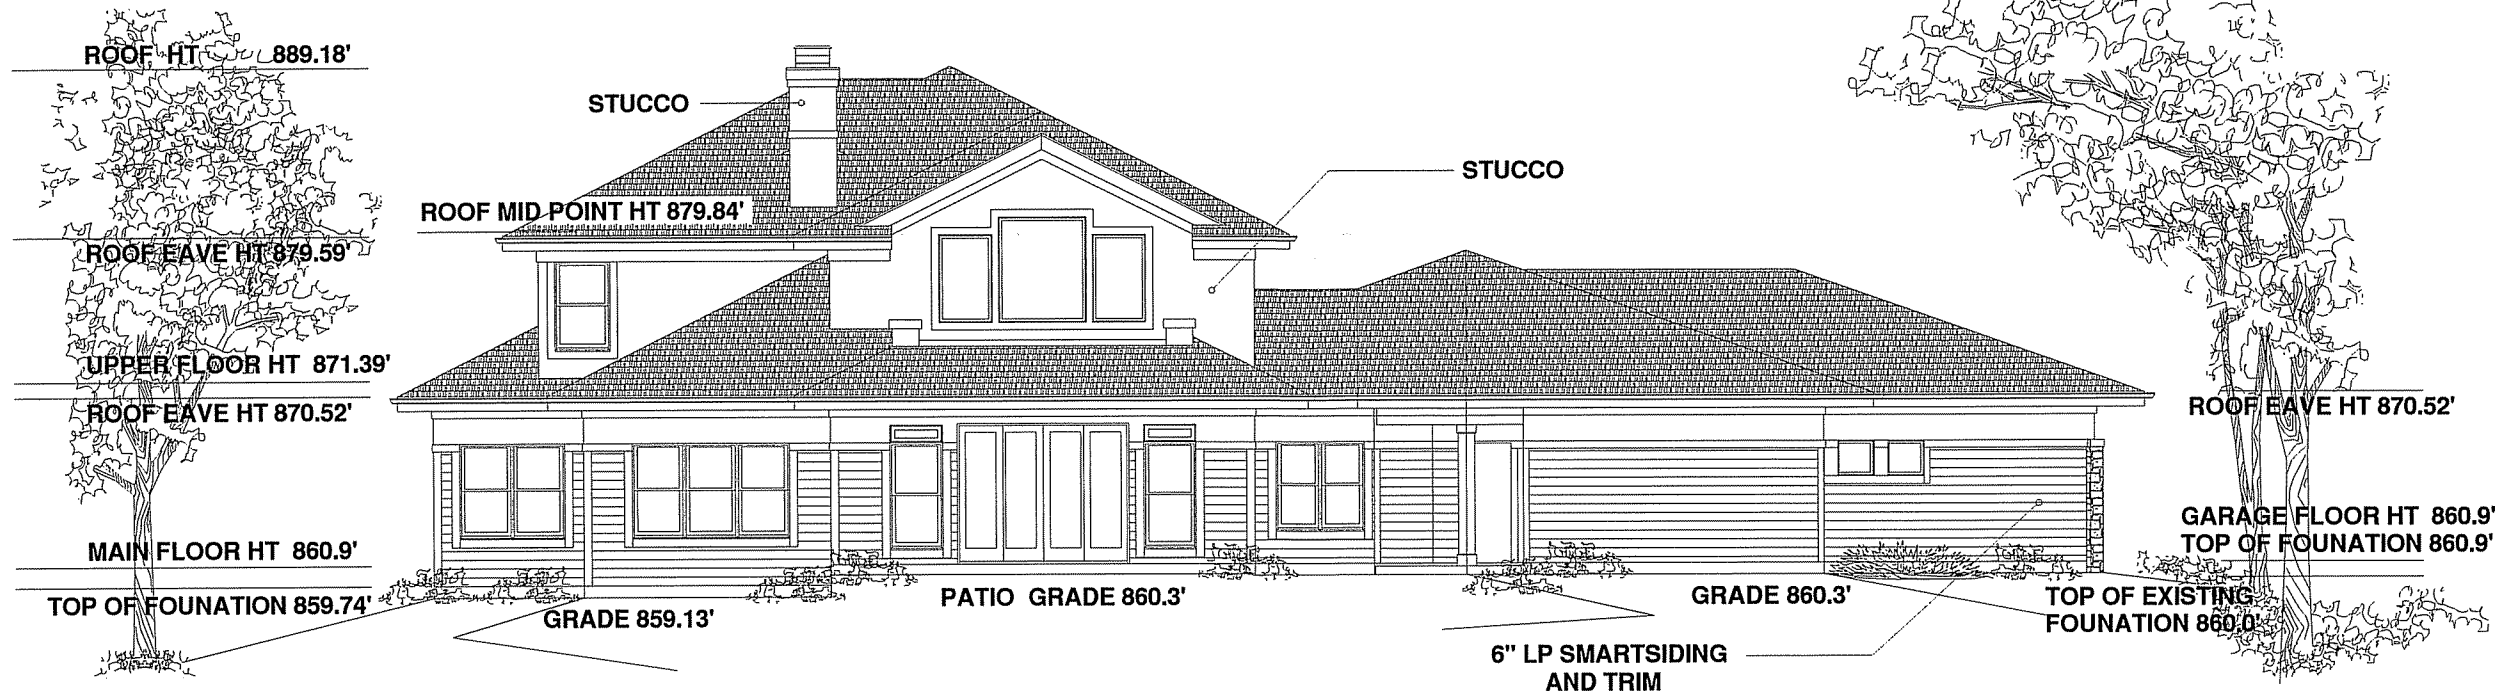 ROOF HT 889.18'
STUCCO
STUCCO
ROOF MID POINT HT 879.84'
ROOF EAVE HT 879.59'
UPPER FLOOR HT 871.39'
ROOF EAVE HT 870.52'
ROOF EAVE HT 870.52'
MAIN FLOOR HT 860.9'
GARAGE FLOOR HT 860.9'
TOP OF FOUNATION 860.9'
TOP OF FOUNATION 859.74'
GRADE 859.13'
PATIO GRADE 860.3'
GRADE 860.3'
TOP OF EXISTING
FOUNATION 860.0'
6" LP SMARTSIDING
AND TRIM